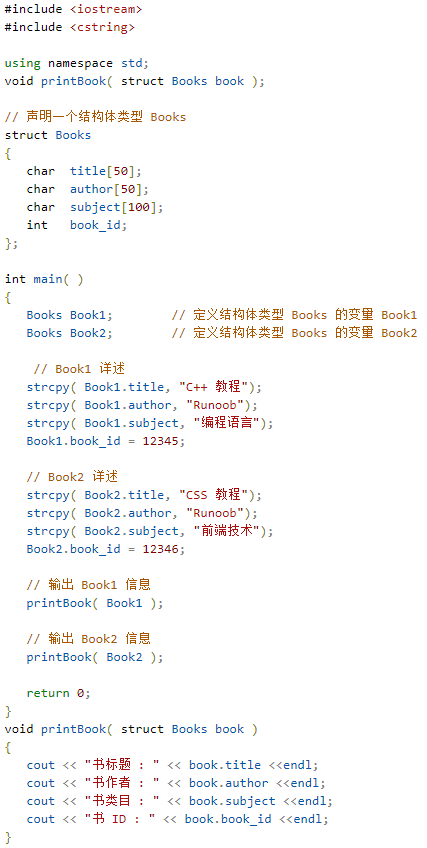 #include <iostream>
#include <cstring>

using namespace std;
void printBook( struct Books book );

// 声明一个结构体类型 Books
struct Books
{
   char  title[50];
   char  author[50];
   char  subject[100];
   int   book_id;
};

int main( )
{
   Books Book1;        // 定义结构体类型 Books 的变量 Book1
   Books Book2;        // 定义结构体类型 Books 的变量 Book2

    // Book1 详述
   strcpy( Book1.title, "C++ 教程");
   strcpy( Book1.author, "Runoob");
   strcpy( Book1.subject, "编程语言");
   Book1.book_id = 12345;

   // Book2 详述
   strcpy( Book2.title, "CSS 教程");
   strcpy( Book2.author, "Runoob");
   strcpy( Book2.subject, "前端技术");
   Book2.book_id = 12346;

   // 输出 Book1 信息
   printBook( Book1 );

   // 输出 Book2 信息
   printBook( Book2 );

   return 0;
}
void printBook( struct Books book )
{
   cout << "书标题 : " << book.title <<endl;
   cout << "书作者 : " << book.author <<endl;
   cout << "书类目 : " << book.subject <<endl;
   cout << "书 ID : " << book.book_id <<endl;
}